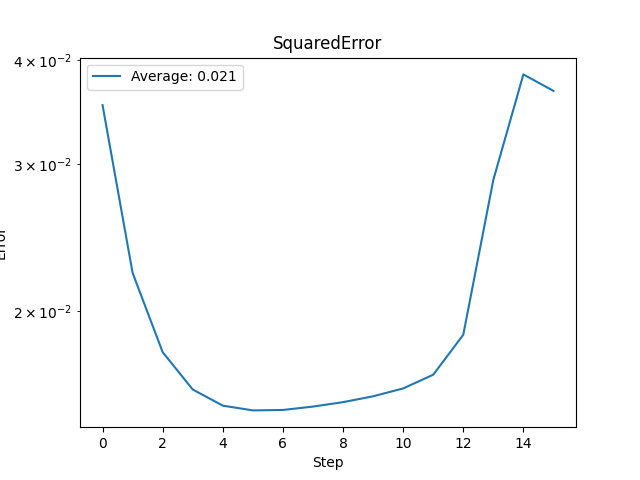 SquaredError
Average: 0.021
4 × 10⁻²
3 × 10⁻²
2 × 10⁻²
Error
0 2 4 6 8 10 12 14
Step